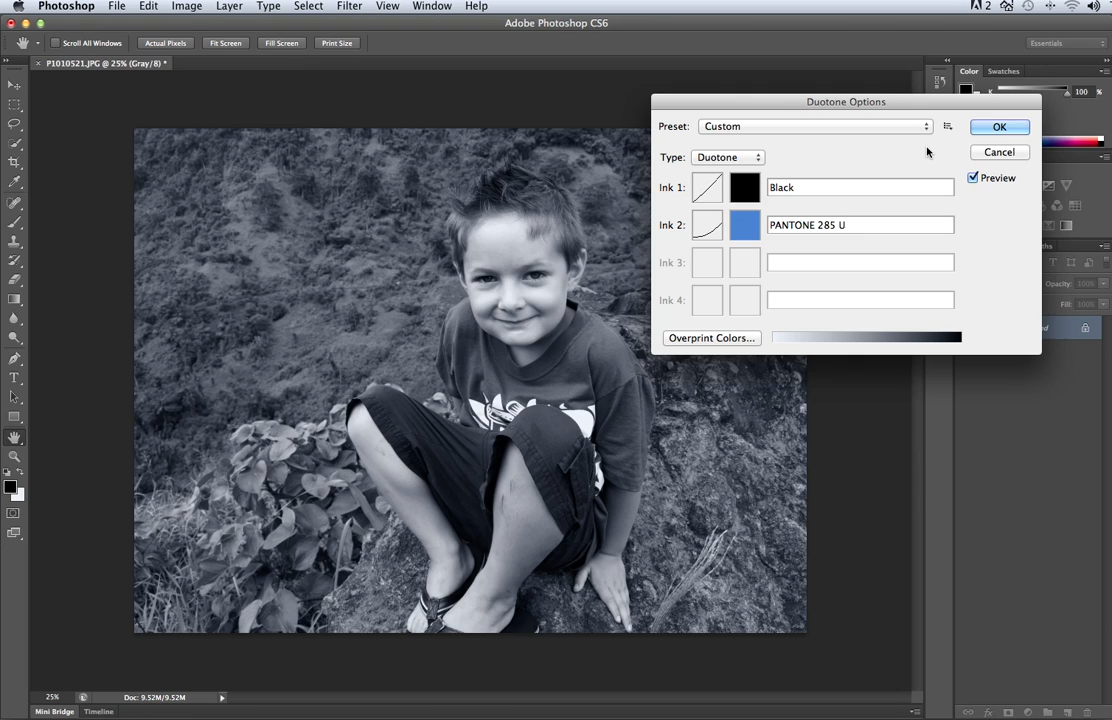 Photoshop File Edit Image Layer Type Select Filter View Window Help
2
Adobe Photoshop CS6
Scroll All Windows Actual Pixels Fit Screen Fill Screen Print Size Essentials
P1010521.JPG @ 25% (Gray/8) *
Color Swatches
K 100 %
Duotone Options
Preset: Custom OK
Type: Duotone Cancel
Preview
Ink 1: Black
Ink 2: PANTONE 285 U
Ink 3:
Ink 4:
Overprint Colors...
Opacity: 100%
Fill: 100%
25% Doc: 9.52M/9.52M
Mini Bridge Timeline